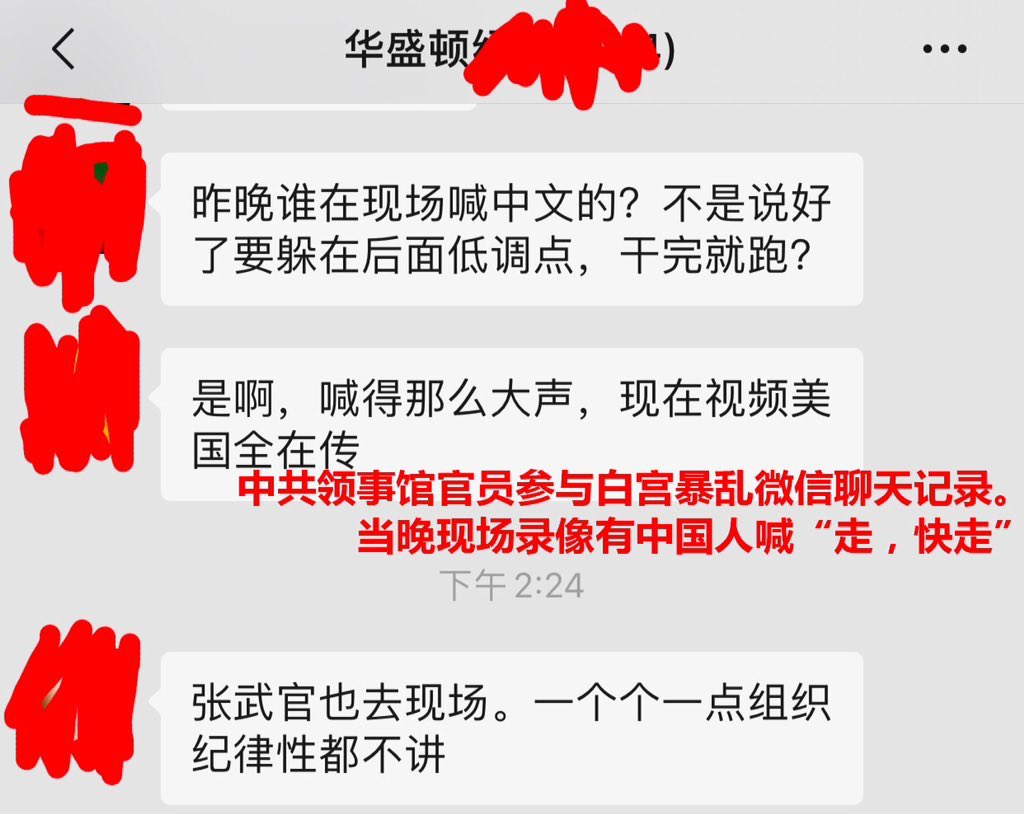 华盛顿
昨晚谁在现场喊中文的？不是说好
了要躲在后面低调点，干完就跑？
是啊，喊得那么大声，现在视频美
国全在传
中共领事馆官员参与白宫暴乱微信聊天记录。
当晚现场录像有中国人喊“走，快走”
下午 2:24
张武官也去现场。一个个一点组织
纪律性都不讲